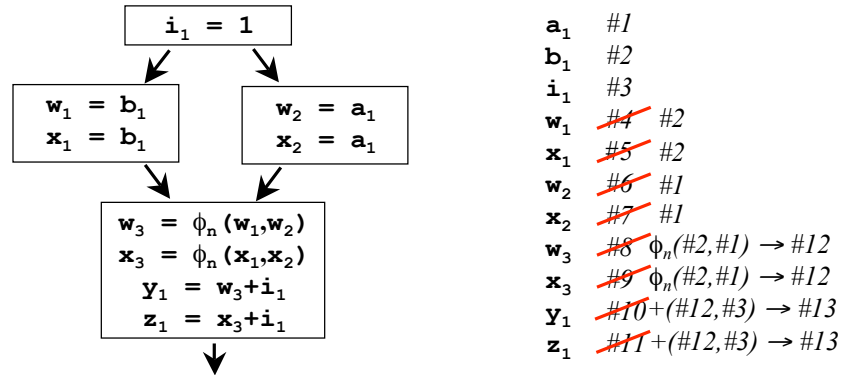 i₁ = 1
w₁ = b₁
x₁ = b₁
w₂ = a₁
x₂ = a₁
w₃ = ϕₙ(w₁,w₂)
x₃ = ϕₙ(x₁,x₂)
y₁ = w₃+i₁
z₁ = x₃+i₁
a₁ #1
b₁ #2
i₁ #3
w₁ #4 #2
x₁ #5 #2
w₂ #6 #1
x₂ #7 #1
w₃ #8 ϕₙ(#2,#1) → #12
x₃ #9 ϕₙ(#2,#1) → #12
y₁ #10 +(#12,#3) → #13
z₁ #11 +(#12,#3) → #13